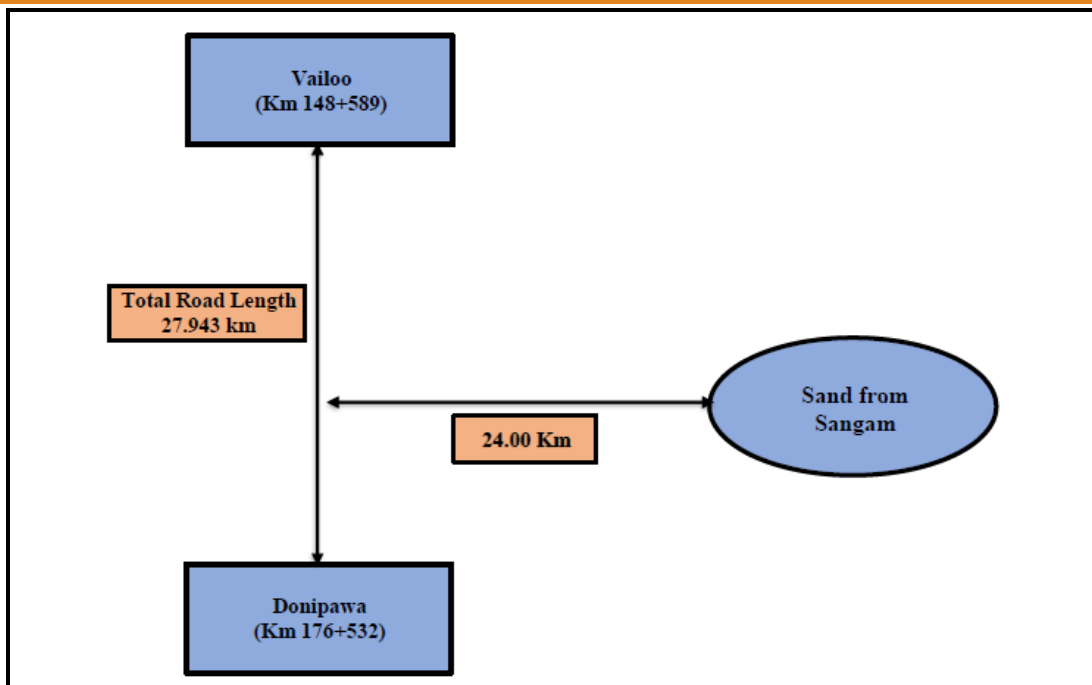 Vailoo
(Km 148+589)
Total Road Length
27.943 km
Sand from
Sangam
24.00 Km
Donipawa
(Km 176+532)